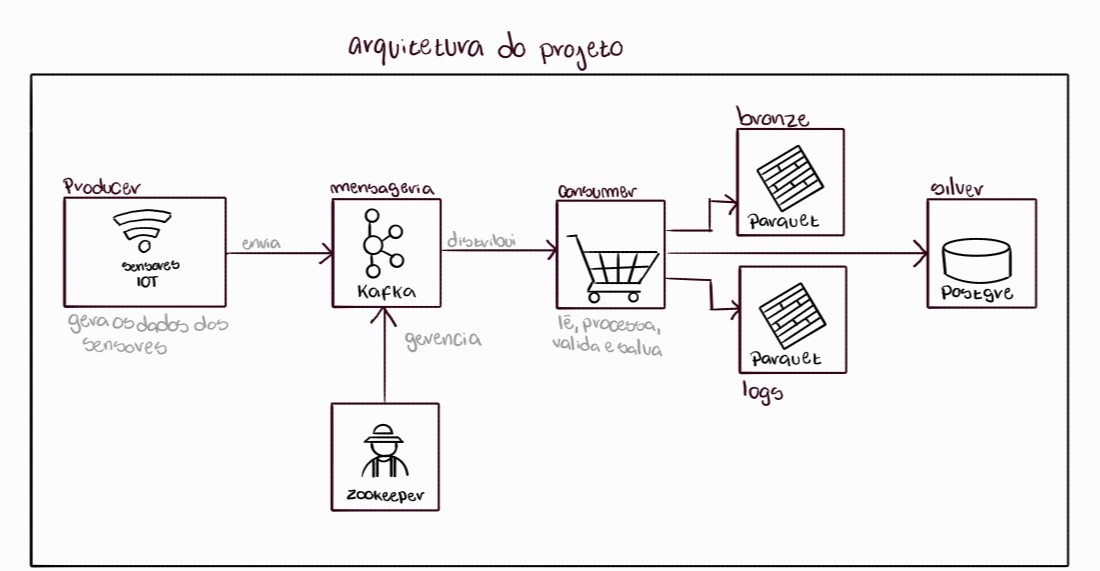 arquitetura do projeto
Producer
sensores
IOT
gera os dados dos
sensores
envia
mensageria
Kafka
distribui
gerencia
zookeeper
Consumer
lê, processa,
valida e salva
bronze
Parquet
Parquet
logs
silver
Postgre